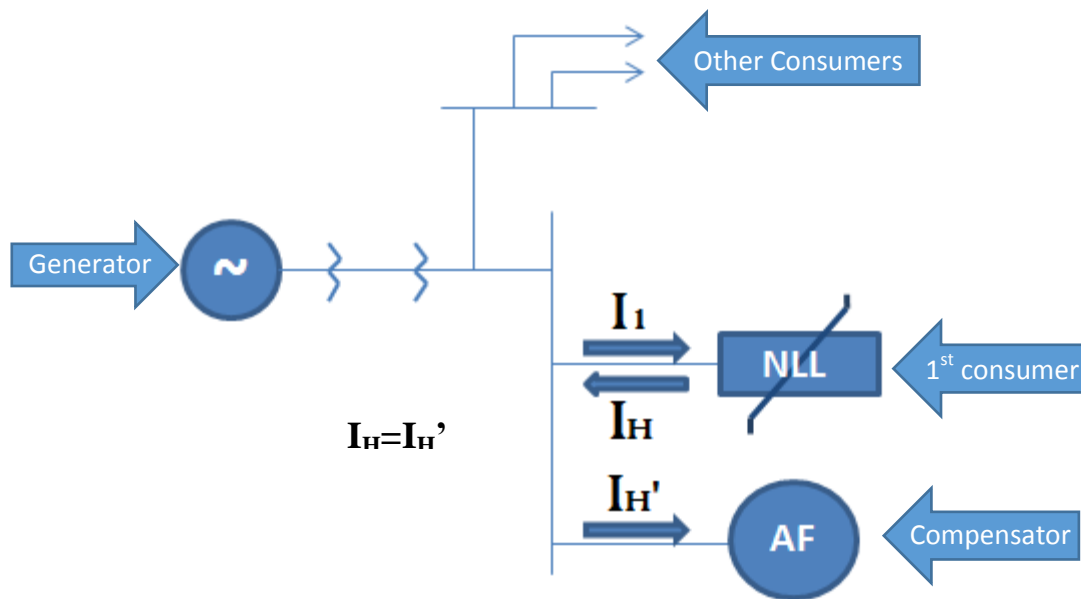 Other Consumers
Generator
~
I1
NLL
1st consumer
IH
IH=IH’
IH'
AF
Compensator